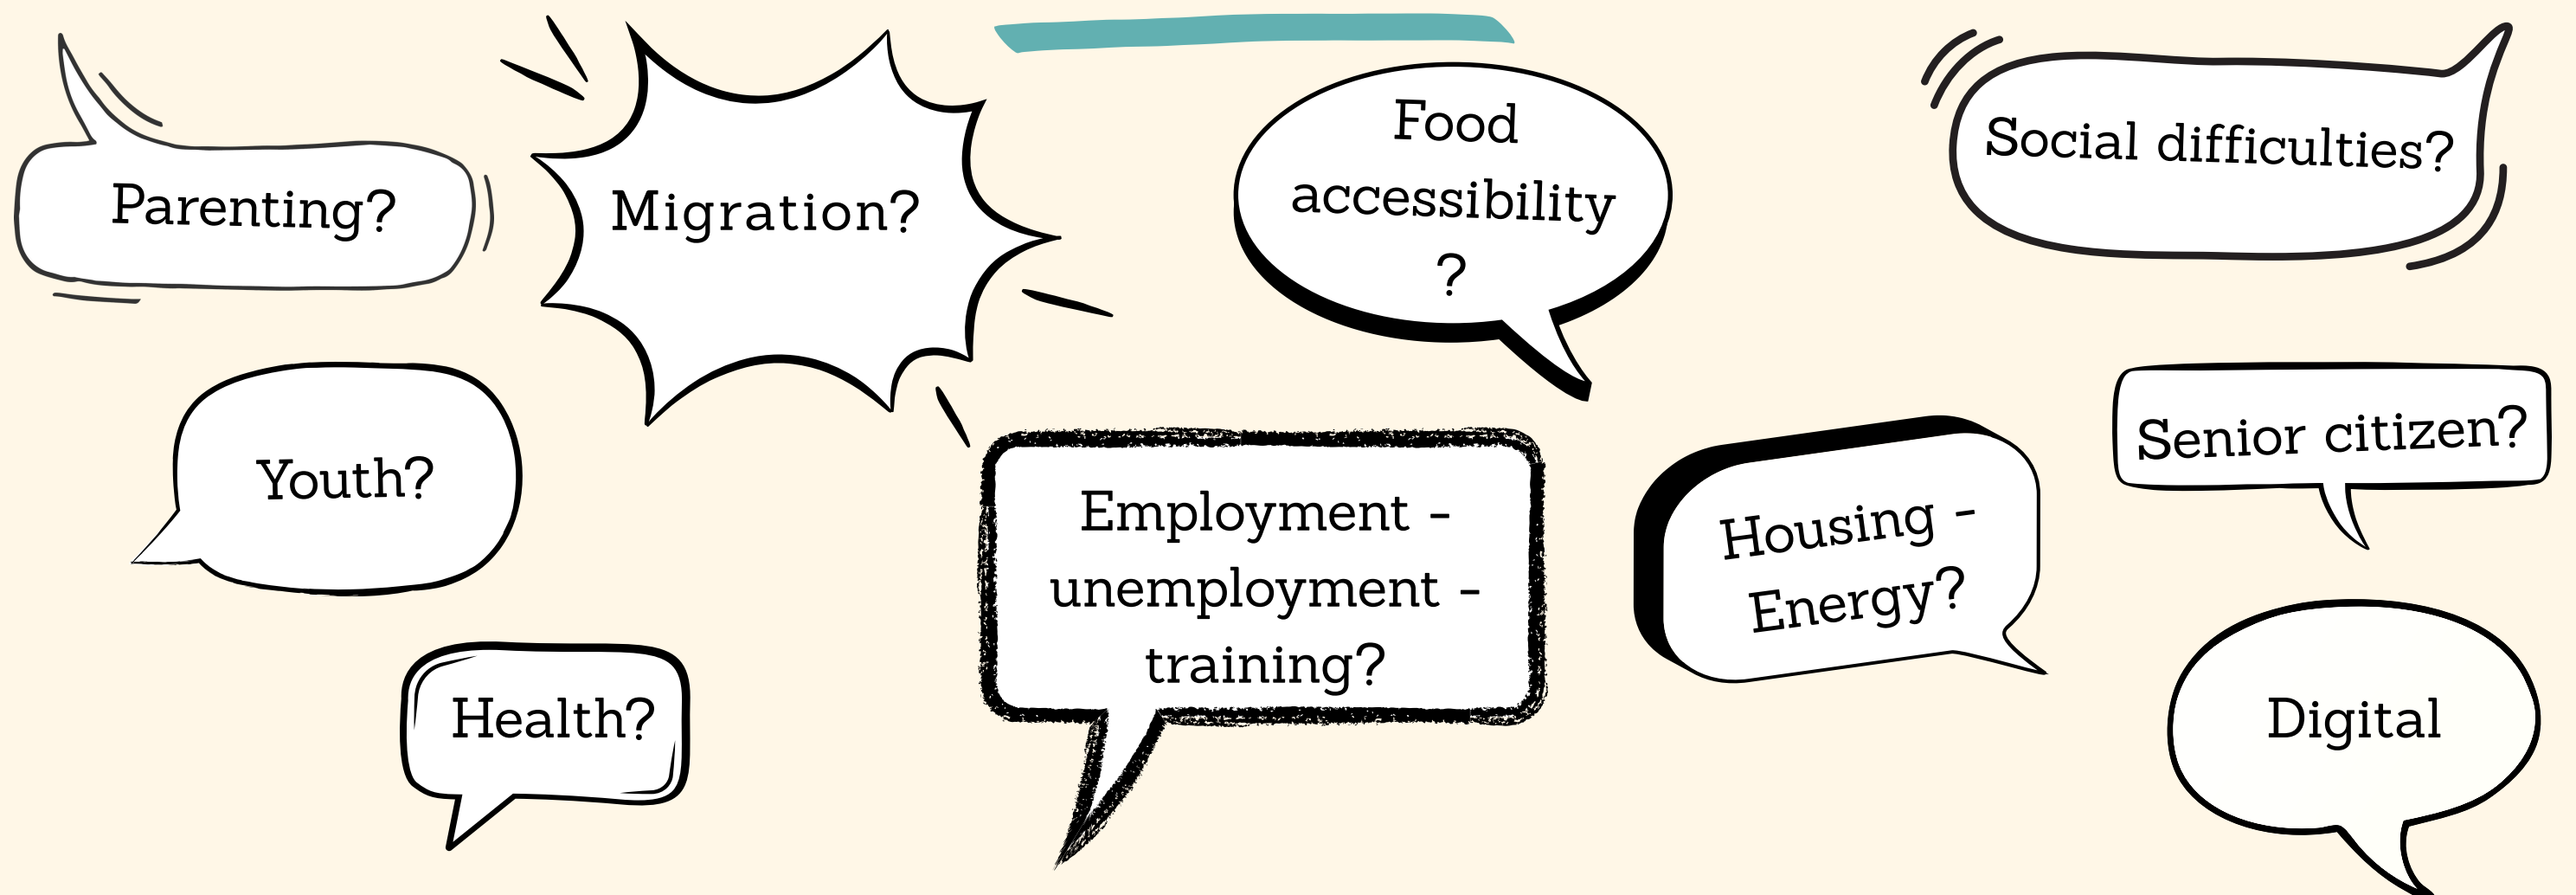 Parenting?
Migration?
Food
accessibility
?
Social difficulties?
Youth?
Employment -
unemployment -
training?
Housing -
Energy?
Senior citizen?
Health?
Digital